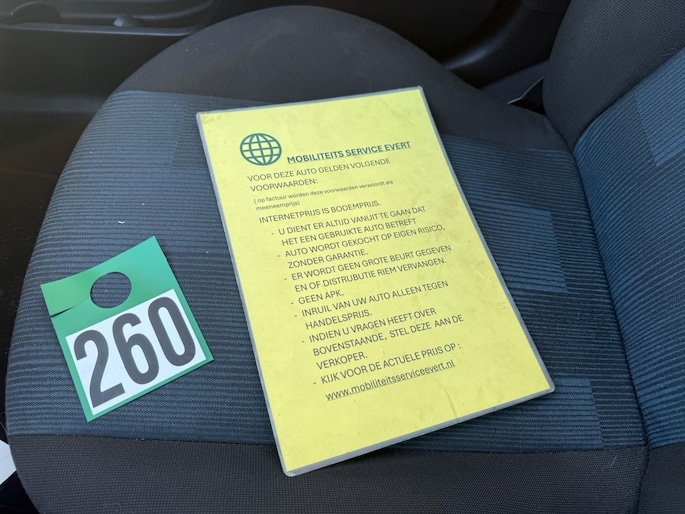 MOBILITEITS SERVICE EVERT
VOOR DEZE AUTO GELDEN VOLGENDE
VOORWAARDEN:
( op factuur worden deze voorwaarden verwoordt als
meeneemprijs)
INTERNETPRIJS IS BODEMPRIJS.
- U DIENT ER ALTIJD VANUIT TE GAAN DAT
HET EEN GEBRUIKTE AUTO BETREFT
- AUTO WORDT GEKOCHT OP EIGEN RISICO,
ZONDER GARANTIE.
- ER WORDT GEEN GROTE BEURT GEGEVEN
EN OF DISTRUBUTIE RIEM VERVANGEN.
- GEEN APK.
- INRUIL VAN UW AUTO ALLEEN TEGEN
HANDELSPRIJS.
- INDIEN U VRAGEN HEEFT OVER
BOVENSTAANDE, STEL DEZE AAN DE
VERKOPER.
- KIJK VOOR DE ACTUELE PRIJS OP :
www.mobiliteitsserviceevert.nl
260